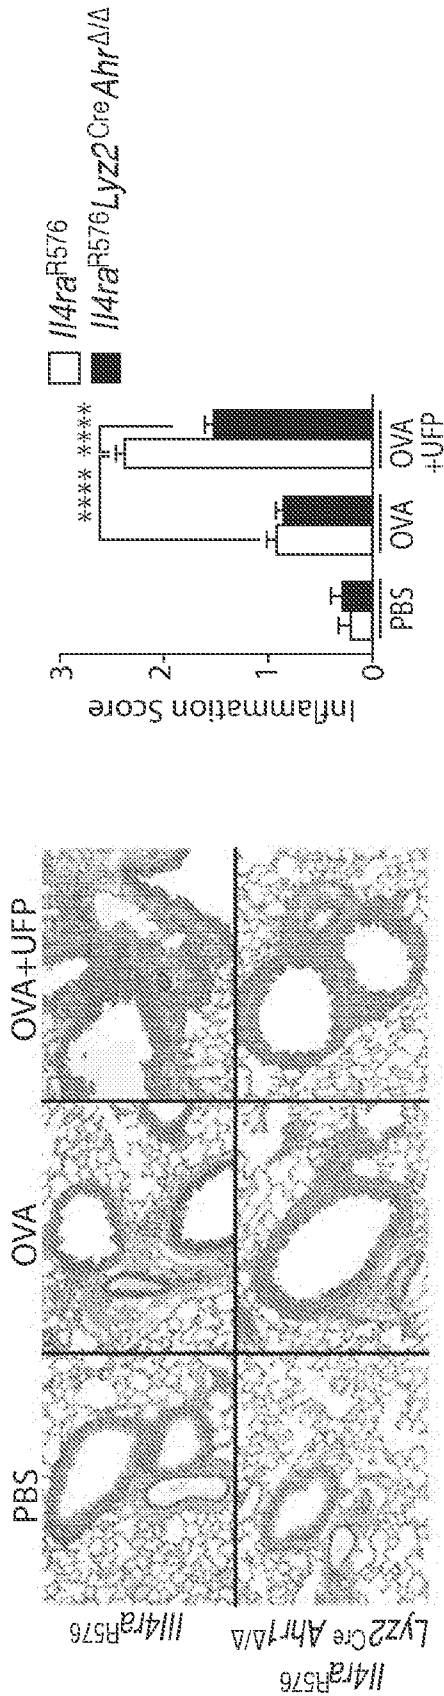 PBS
OVA
OVA+UFP
Il4raR576
Il4raR576
Lyz2Cre Ahr1Δ/Δ
Inflammation Score
3
2
1
0
PBS
OVA
OVA
+UFP
**** ****
Il4raR576
Il4raR576Lyz2CreAhrΔ/Δ